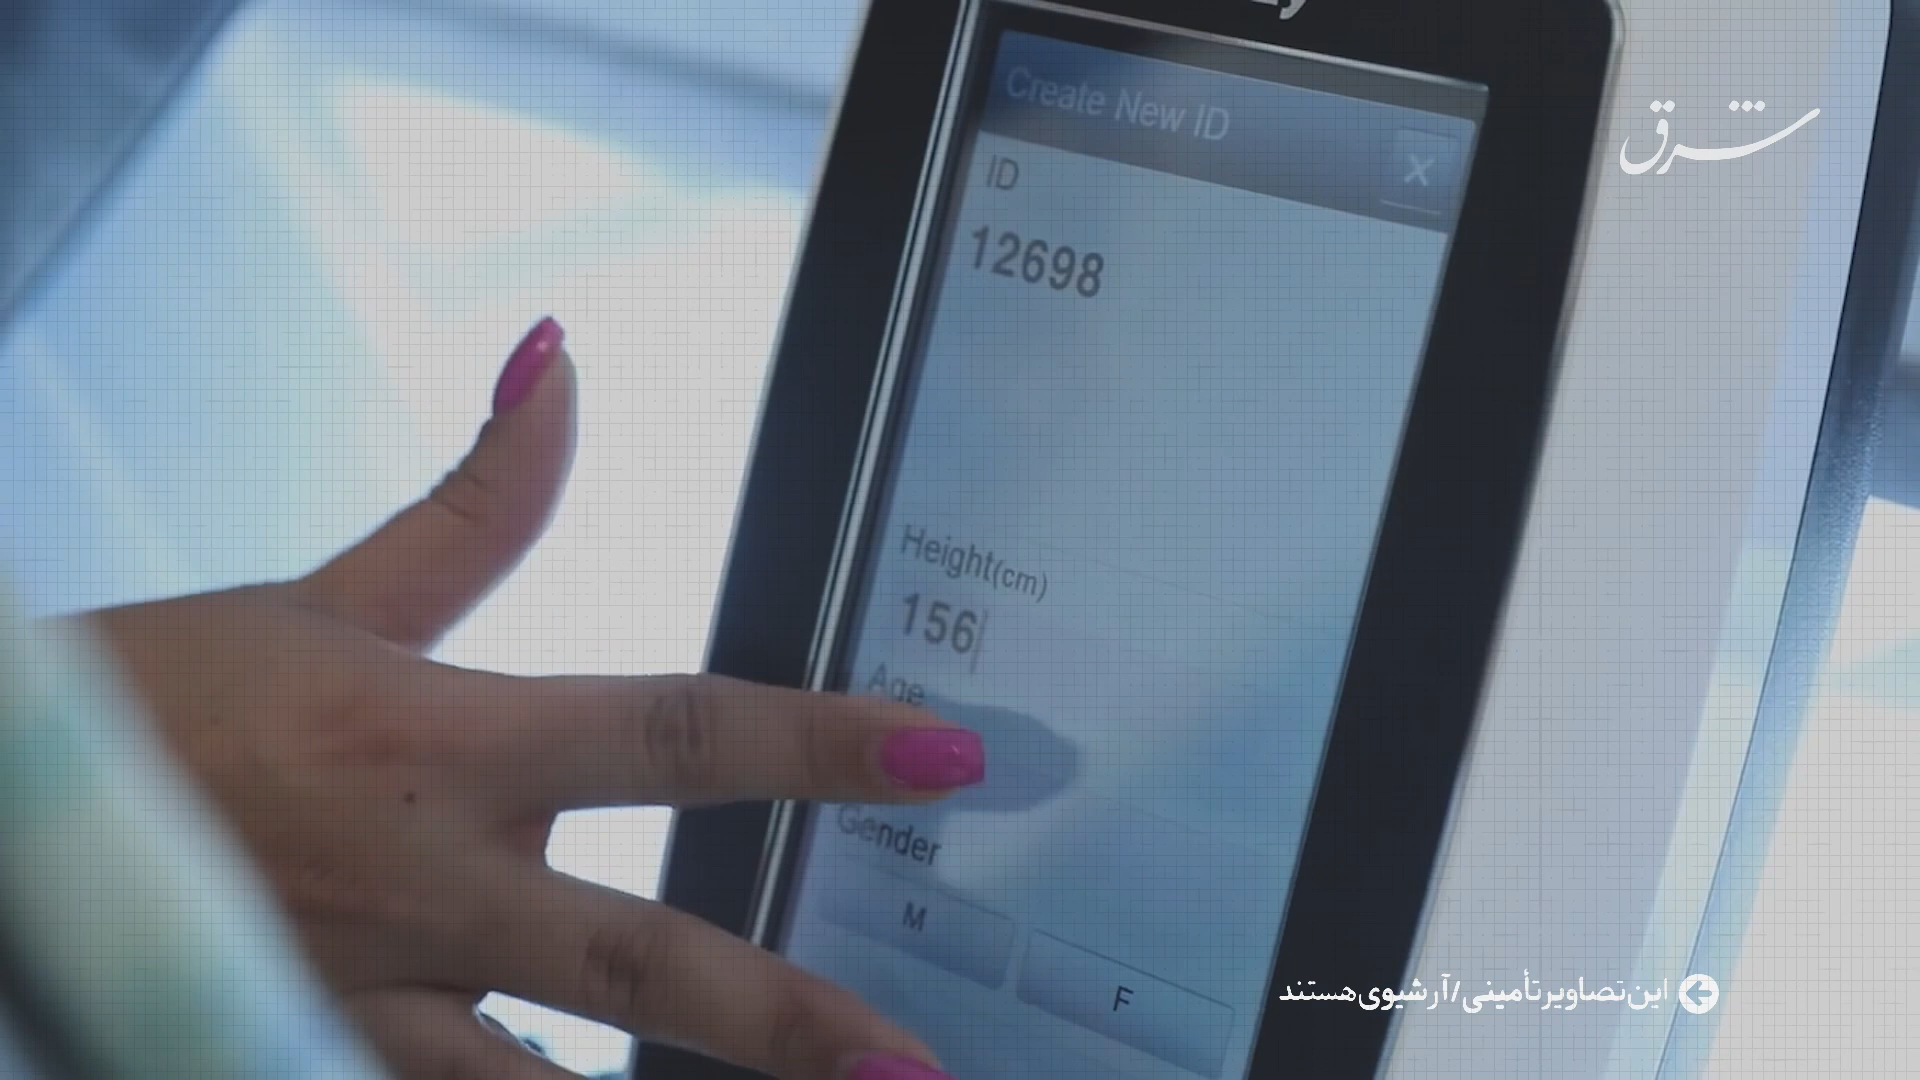 Create New ID
شرق
ID
12698
Height(cm)
156
Age
Gender
M
F
این تصاویر تأمینی/آرشیوی هستند